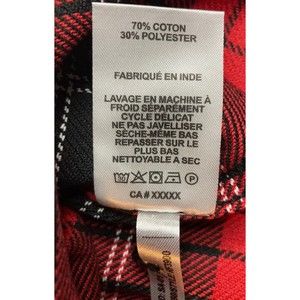 70% COTON
30% POLYESTER
FABRIQUÉ EN INDE
LAVAGE EN MACHINE À
FROID SÉPARÉMENT
CYCLE DÉLICAT
NE PAS JAVELLISER
SÈCHE-MÊME BAS
REPASSER SUR LE
PLUS BAS
NETTOYABLE A SEC
P
CA # XXXXX